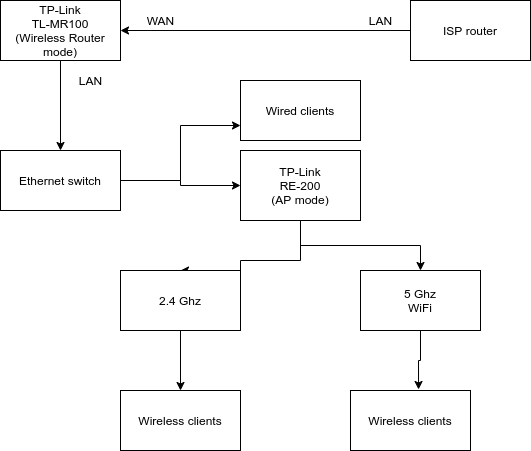 TP-Link
TL-MR100
(Wireless Router
mode)
WAN
LAN
ISP router
LAN
Wired clients
Ethernet switch
TP-Link
RE-200
(AP mode)
2.4 Ghz
5 Ghz
WiFi
Wireless clients
Wireless clients